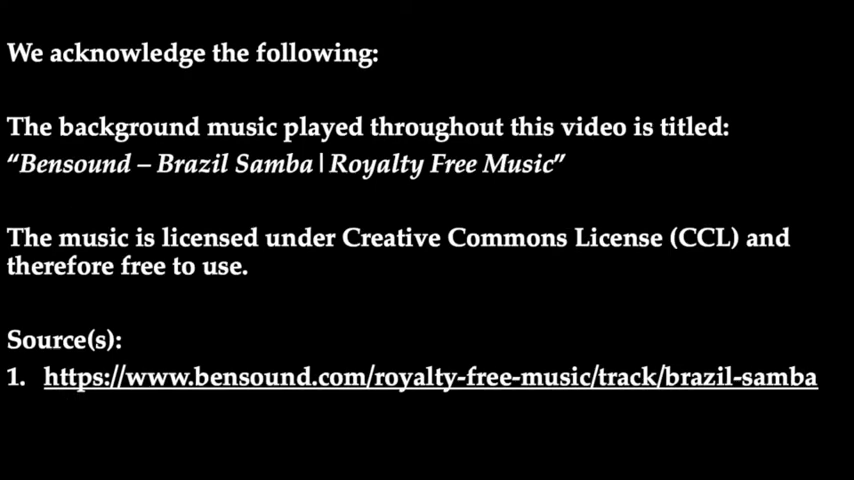 We acknowledge the following:
The background music played throughout this video is titled:
“Bensound – Brazil Samba | Royalty Free Music”
The music is licensed under Creative Commons License (CCL) and
therefore free to use.
Source(s):
1. https://www.bensound.com/royalty-free-music/track/brazil-samba